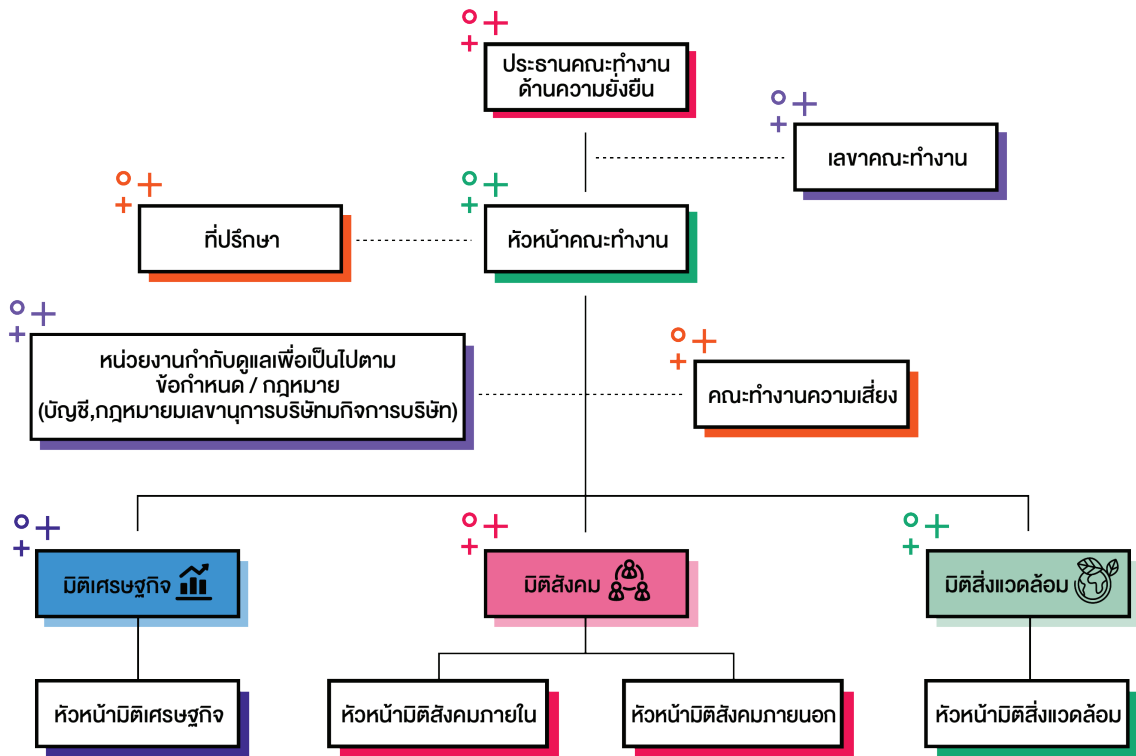 ประธานคณะทำงาน
ด้านความยั่งยืน
เลขาคณะทำงาน
ที่ปรึกษา
หัวหน้าคณะทำงาน
หน่วยงานกำกับดูแลเพื่อเป็นไปตาม
ข้อกำหนด / กฎหมาย
(บัญชี,กฎหมายมเลขานุการบริษัทมกิจการบริษัท)
คณะทำงานความเสี่ยง
มิติเศรษฐกิจ
มิติสังคม
มิติสิ่งแวดล้อม
หัวหน้ามิติเศรษฐกิจ
หัวหน้ามิติสังคมภายใน
หัวหน้ามิติสังคมภายนอก
หัวหน้ามิติสิ่งแวดล้อม